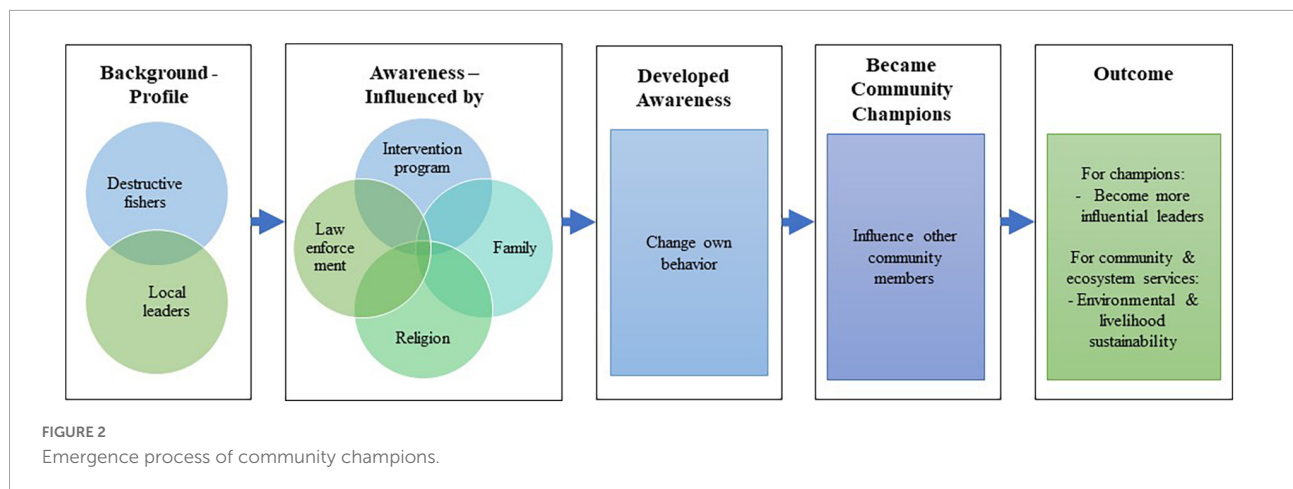 Background -
Profile
Destructive
fishers
Local
leaders
Awareness –
Influenced by
Intervention
program
Law
enforce
ment
Family
Religion
Developed
Awareness
Change own
behavior
Became
Community
Champions
Influence other
community
members
Outcome
For champions:
- Become more
influential leaders
For community &
ecosystem services:
- Environmental &
livelihood
sustainability
FIGURE 2
Emergence process of community champions.